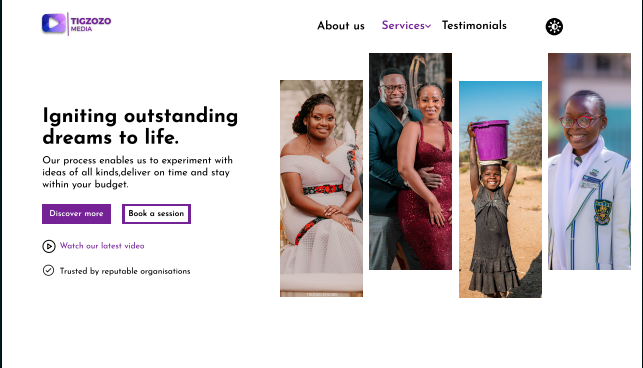 TIGZOZO
MEDIA
About us
Services
Testimonials
Igniting outstanding
dreams to life.
Our process enables us to experiment with
ideas of all kinds,deliver on time and stay
within your budget.
Discover more
Book a session
Watch our latest video
Trusted by reputable organisations